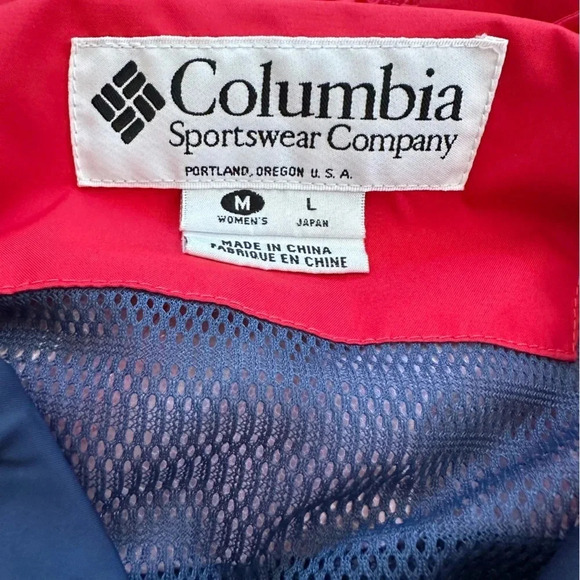 Columbia
Sportswear Company
PORTLAND, OREGON U.S.A.
M L
WOMEN'S JAPAN
MADE IN CHINA
FABRIQUE EN CHINE